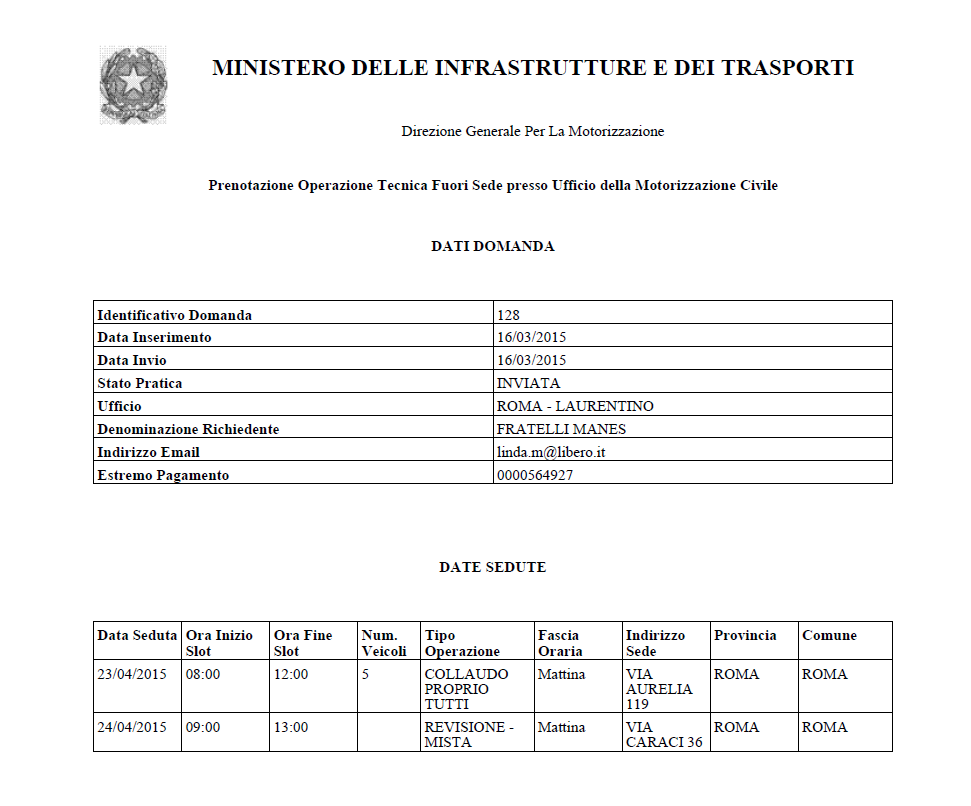 MINISTERO DELLE INFRASTRUTTURE E DEI TRASPORTI
Direzione Generale Per La Motorizzazione
Prenotazione Operazione Tecnica Fuori Sede presso Ufficio della Motorizzazione Civile
DATI DOMANDA
Identificativo Domanda 128
Data Inserimento 16/03/2015
Data Invio 16/03/2015
Stato Pratica INVIATA
Ufficio ROMA - LAURENTINO
Denominazione Richiedente FRATELLI MANES
Indirizzo Email linda.m@libero.it
Estremo Pagamento 0000564927
DATE SEDUTE
Data Seduta Ora Inizio Ora Fine Num. Tipo Fascia Indirizzo Provincia Comune
Slot Slot Veicoli Operazione Oraria Sede
23/04/2015 08:00 12:00 5 COLLAUDO Mattina VIA ROMA ROMA
PROPRIO AURELIA
TUTTI 119
24/04/2015 09:00 13:00 REVISIONE - Mattina VIA ROMA ROMA
MISTA CARACI 36